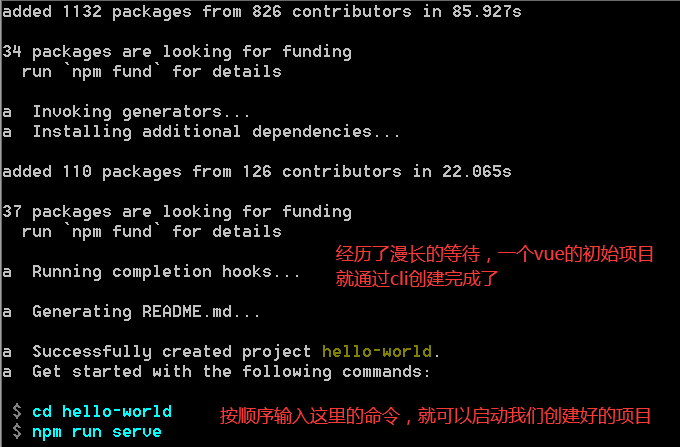 added 1132 packages from 826 contributors in 85.927s
34 packages are looking for funding
run `npm fund` for details
a Invoking generators...
a Installing additional dependencies...
added 110 packages from 126 contributors in 22.065s
37 packages are looking for funding
run `npm fund` for details
经历了漫长的等待，一个vue的初始项目
就通过cli创建完成了
a Running completion hooks...
a Generating README.md...
a Successfully created project hello-world.
a Get started with the following commands:
$ cd hello-world
按顺序输入这里的命令，就可以启动我们创建好的项目
$ npm run serve